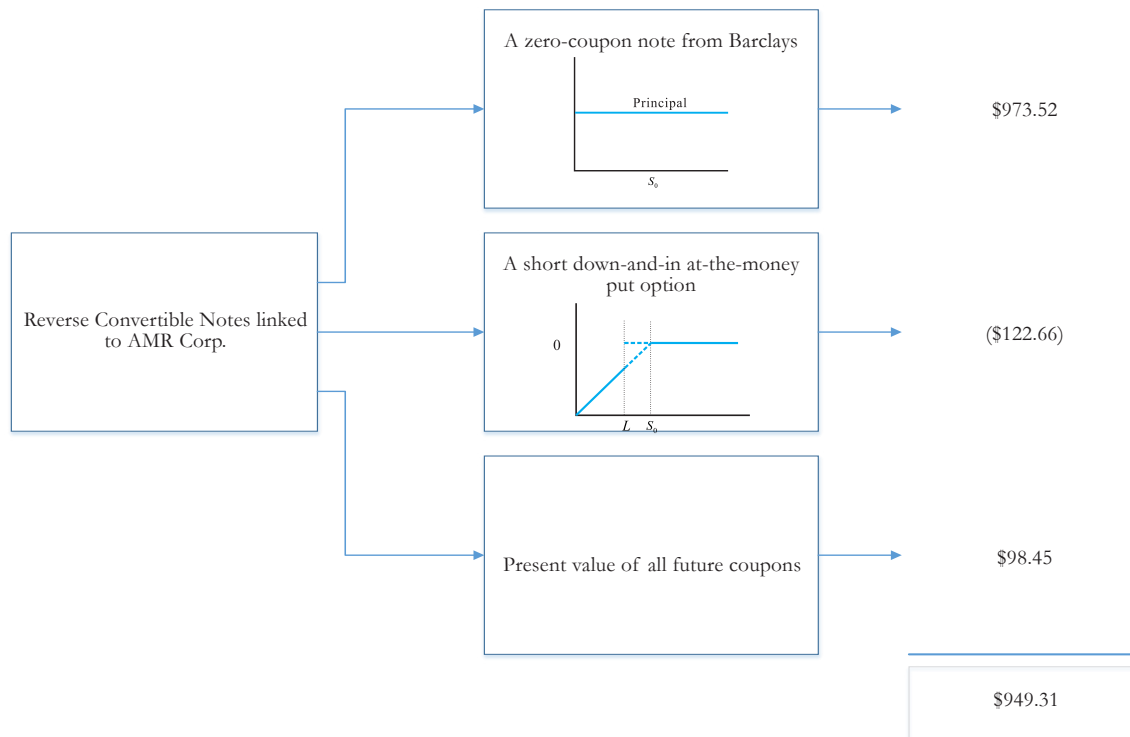 A zero-coupon note from Barclays
Principal
S₀
$973.52
Reverse Convertible Notes linked
to AMR Corp.
A short down-and-in at-the-money
put option
0
L S₀
($122.66)
Present value of all future coupons
$98.45
$949.31